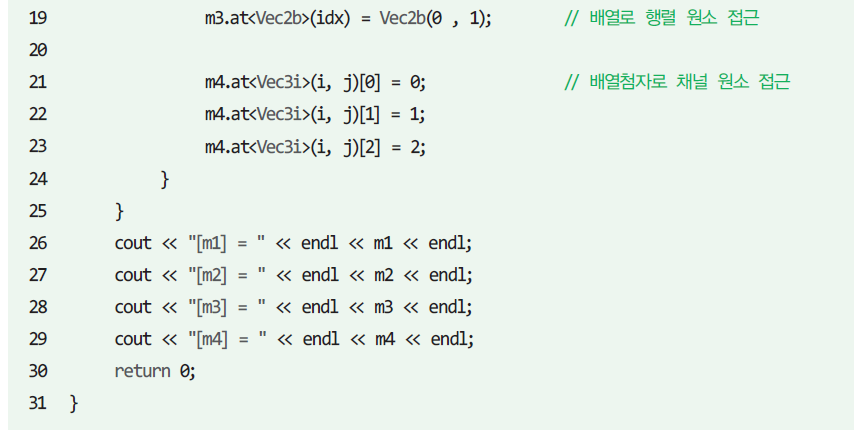 19 m3.at<Vec2b>(idx) = Vec2b(0 , 1); // 배열로 행렬 원소 접근
20
21 m4.at<Vec3i>(i, j)[0] = 0; // 배열첨자로 채널 원소 접근
22 m4.at<Vec3i>(i, j)[1] = 1;
23 m4.at<Vec3i>(i, j)[2] = 2;
24 }
25 }
26 cout << "[m1] = " << endl << m1 << endl;
27 cout << "[m2] = " << endl << m2 << endl;
28 cout << "[m3] = " << endl << m3 << endl;
29 cout << "[m4] = " << endl << m4 << endl;
30 return 0;
31 }